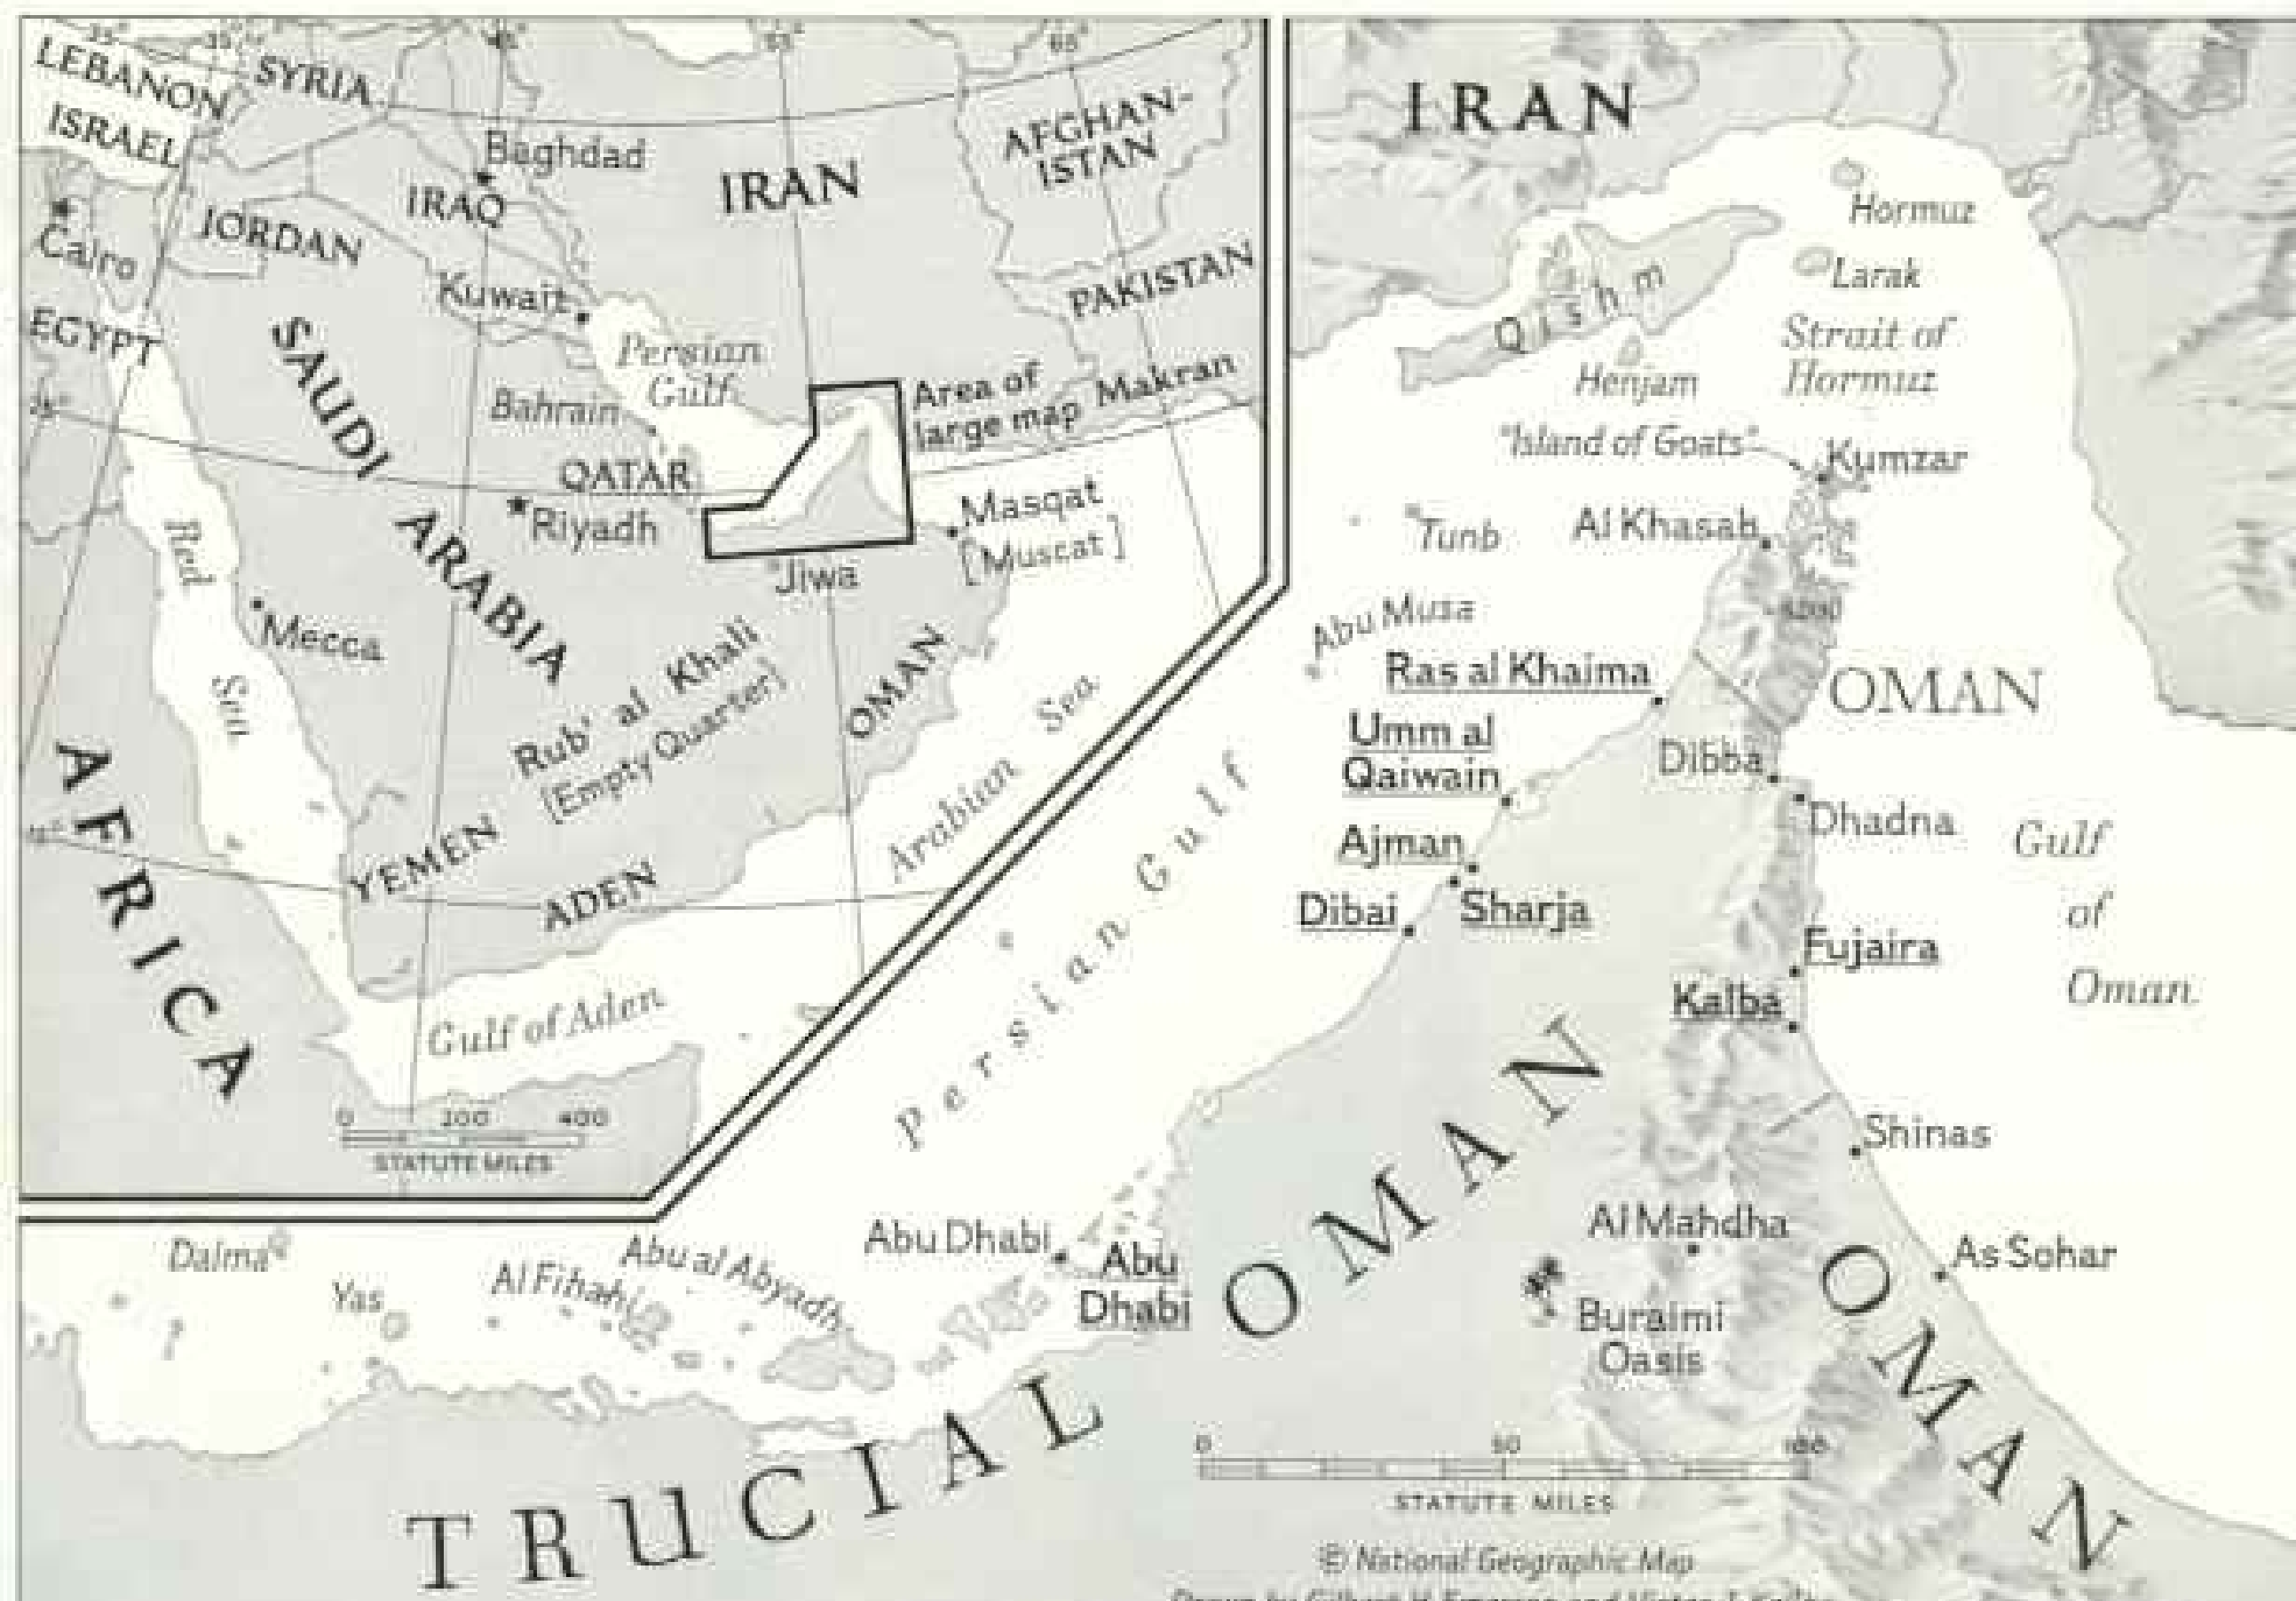 35°
45°
55°
65°
LEBANON
SYRIA
ISRAEL
Baghdad
IRAQ
IRAN
AFGHAN-
ISTAN
Cairo
JORDAN
EGYPT
Kuwait
PAKISTAN
Persian
Gulf
SAUDI ARABIA
Bahrain
Area of
large map
Makran
25°
QATAR
Riyadh
Masqat
[Muscat]
Jiwa
Red Sea
Mecca
Rub' al Khali
[Empty Quarter]
OMAN
Arabian Sea
AFRICA
YEMEN
ADEN
Gulf of Aden
0 200 400
STATUTE MILES
IRAN
Hormuz
Larak
Qishm
Henjam
Strait of
Hormuz
"Island of Goats"
Kumzar
Tunb
Al Khasab
Abu Musa
Ras al Khaima
OMAN
Umm al
Qaiwain
Dibba
Dhadna
Ajman
Dibai
Sharja
Gulf
of
Oman
Fujaira
Kalba
Persian Gulf
Shinas
Al Mahdha
As Sohar
Buraimi
Oasis
Dalma
Yas
Al Fihah
Abu al Abyadh
Abu Dhabi
Abu
Dhabi
TRUCIAL OMAN
OMAN
0 50 100
STATUTE MILES
© National Geographic Map